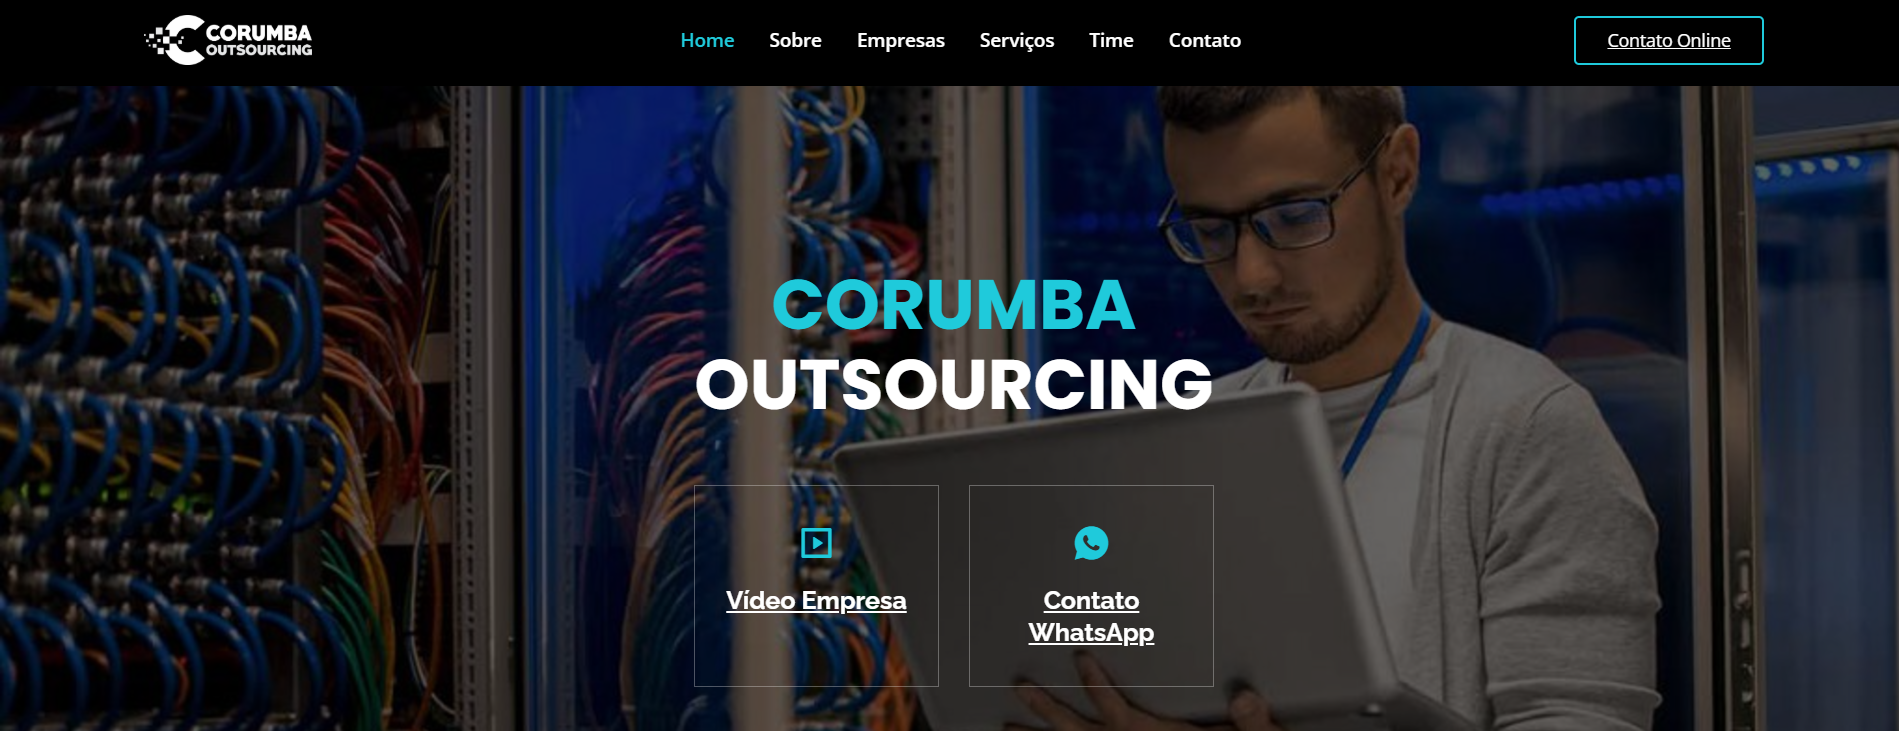 CORUMBA
OUTSOURCING
Home Sobre Empresas Serviços Time Contato
Contato Online
CORUMBA
OUTSOURCING
Vídeo Empresa
Contato
WhatsApp